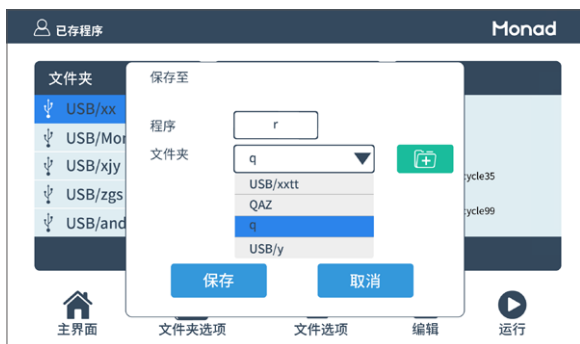 已存程序
Monad
文件夹
保存至
USB/xx
USB/Mor
USB/xjy
USB/zgs
USB/and
程序
r
文件夹
q
USB/xxtt
QAZ
q
USB/y
ycle35
ycle99
保存
取消
主界面
文件夹选项
文件选项
编辑
运行